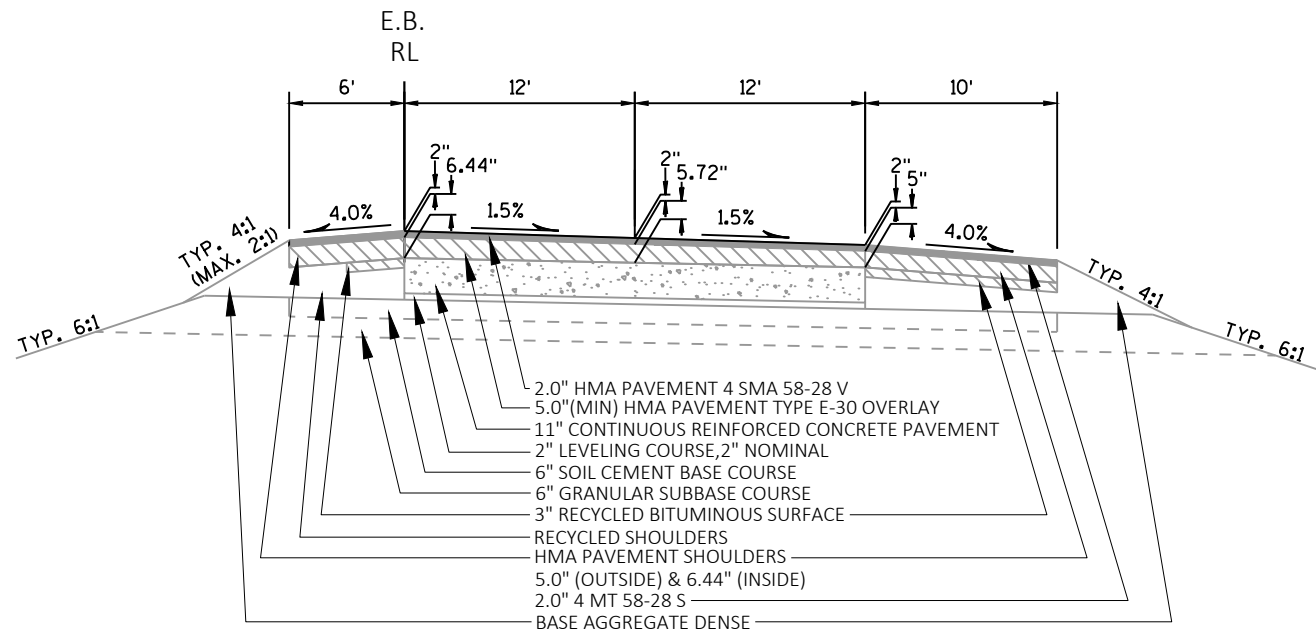 E.B.
RL
6'
12'
12'
10'
2"
6.44"
2"
5.72"
2"
5"
4.0%
1.5%
1.5%
4.0%
TYP. 4:1
(MAX. 2:1)
TYP. 4:1
TYP. 6:1
TYP. 6:1
2.0" HMA PAVEMENT 4 SMA 58-28 V
5.0"(MIN) HMA PAVEMENT TYPE E-30 OVERLAY
11" CONTINUOUS REINFORCED CONCRETE PAVEMENT
2" LEVELING COURSE,2" NOMINAL
6" SOIL CEMENT BASE COURSE
6" GRANULAR SUBBASE COURSE
3" RECYCLED BITUMINOUS SURFACE
RECYCLED SHOULDERS
HMA PAVEMENT SHOULDERS
5.0" (OUTSIDE) & 6.44" (INSIDE)
2.0" 4 MT 58-28 S
BASE AGGREGATE DENSE